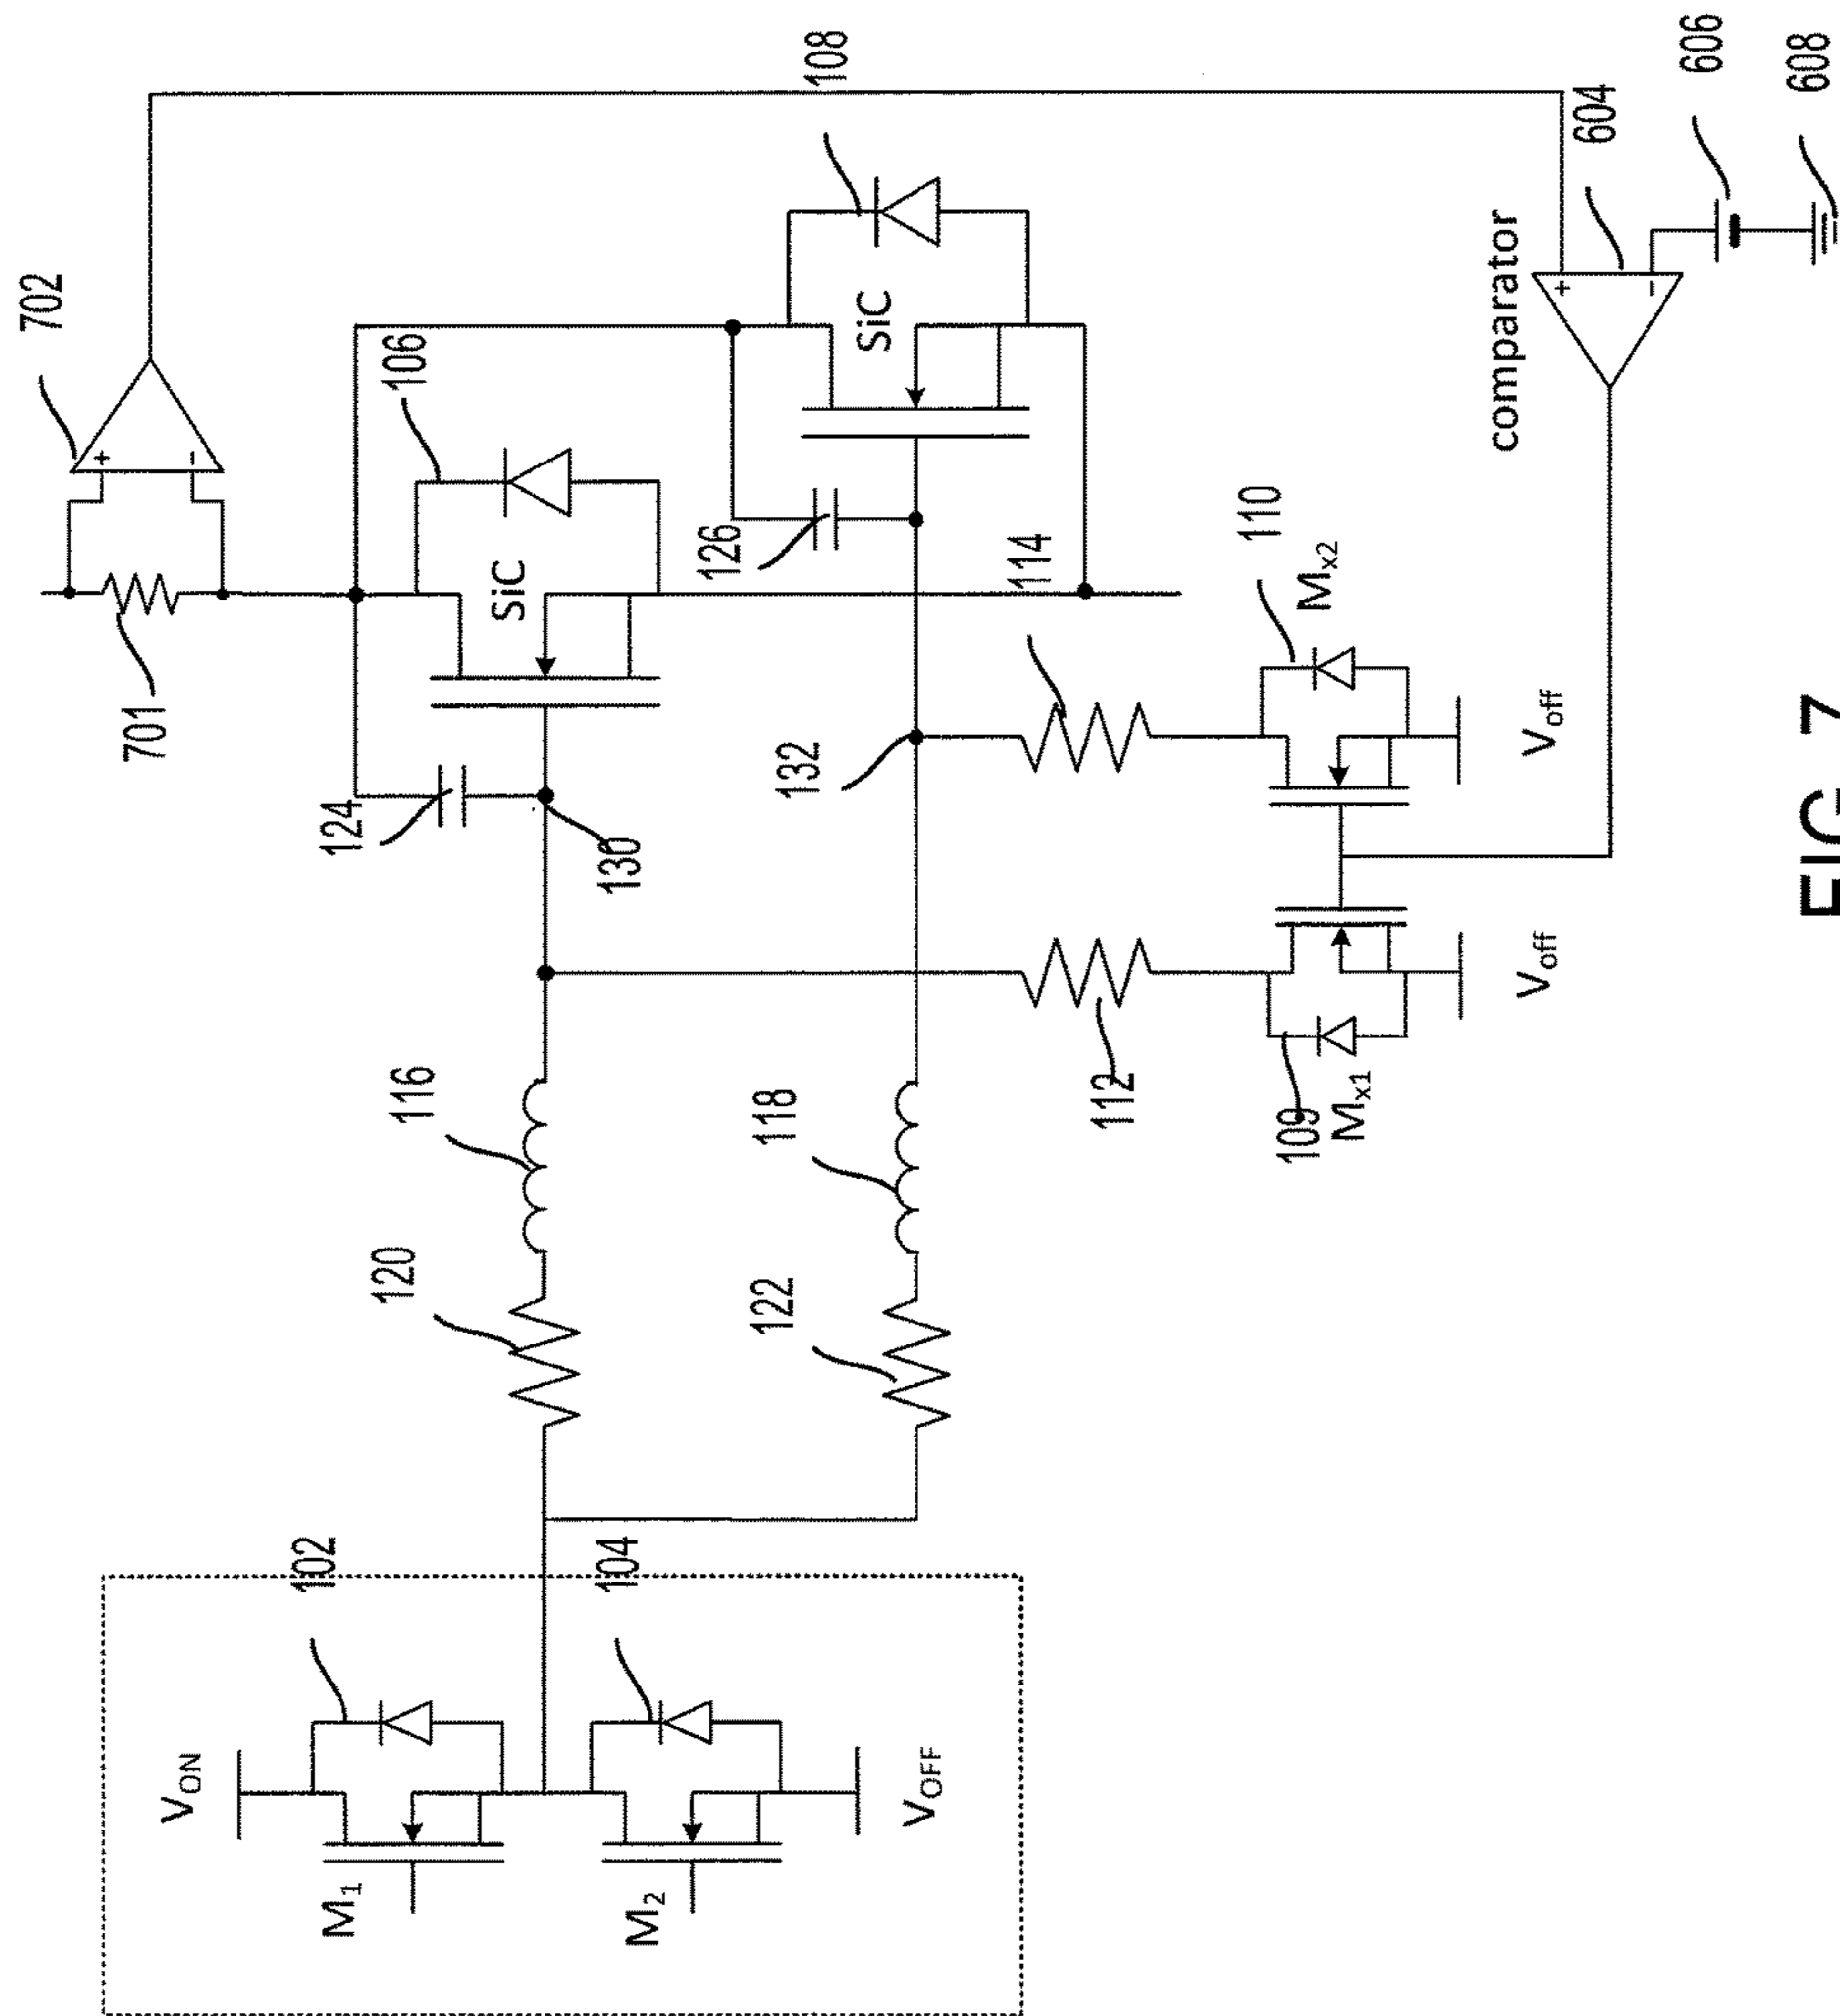 702
108
701
106
SiC
SiC
124
126
130
132
114
110
Mx2
Voff
112
109
Mx1
Voff
comparator
604
606
608
+
-
+
-
116
118
120
122
102
104
VON
VOFF
M1
M2
FIG. 7